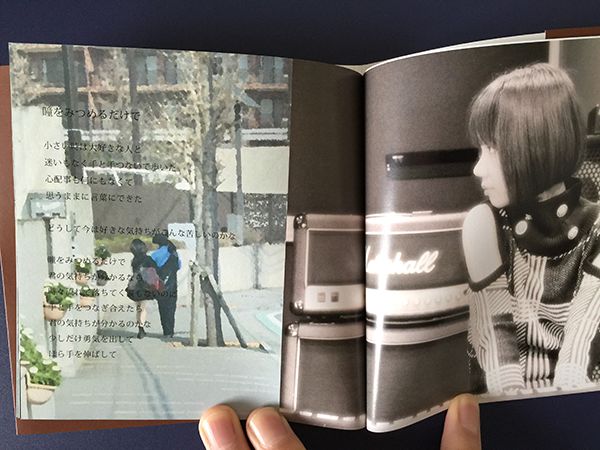 瞳をみつめるだけで
小さい頃は大好きな人と
迷いもなく手と手つないで歩いた
心配事も何にもなくて
思うままに言葉にできた
どうして今は好きな気持ちがこんな苦しいのかな
瞳をみつめるだけで
君の気持ちが分かるなら
落ちてく
手をつなぎ合えたら
君の気持ちが分かるのかな
少しだけ勇気を出して
ほら手を伸ばして
Marshall